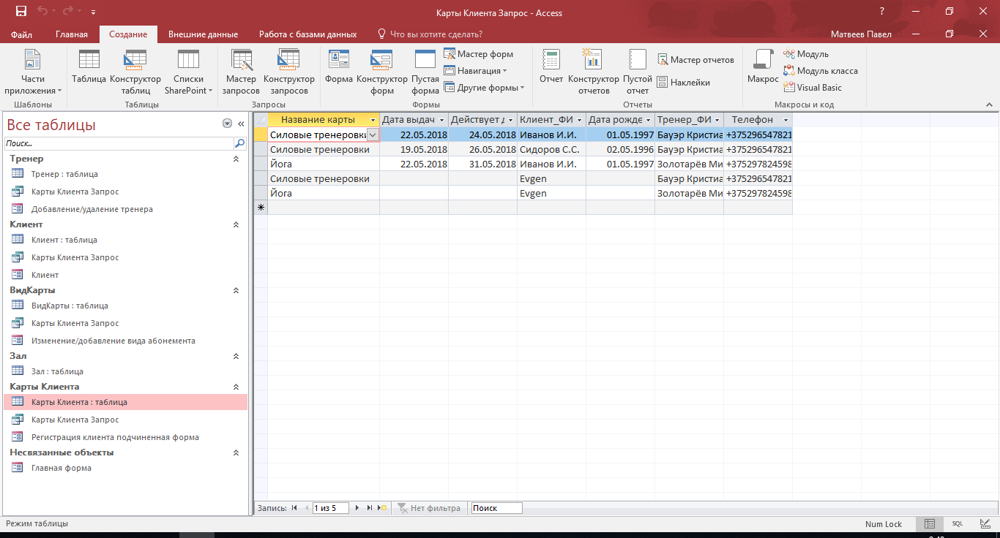 Карты Клиента Запрос - Access
?
Файл Главная Создание Внешние данные Работа с базами данных Что вы хотите сделать? Матвеев Павел
Части приложения
Таблица
Конструктор таблиц
Списки SharePoint
Мастер запросов
Конструктор запросов
Форма
Конструктор форм
Пустая форма
Мастер форм
Навигация
Другие формы
Отчет
Конструктор отчетов
Пустой отчет
Мастер отчетов
Наклейки
Макрос
Модуль
Модуль класса
Visual Basic
Шаблоны Таблицы Запросы Формы Отчеты Макросы и код
Все таблицы
Поиск...
Тренер
Тренер : таблица
Карты Клиента Запрос
Добавление/удаление тренера
Клиент
Клиент : таблица
Карты Клиента Запрос
Клиент
ВидКарты
ВидКарты : таблица
Карты Клиента Запрос
Изменение/добавление вида абонемента
Зал
Зал : таблица
Карты Клиента
Карты Клиента : таблица
Карты Клиента Запрос
Регистрация клиента подчиненная форма
Несвязанные объекты
Главная форма
Название карты Дата выдач Действует д Клиент_ФИ Дата рожде Тренер_ФИ Телефон
Силовые тренеровки 22.05.2018 24.05.2018 Иванов И.И. 01.05.1997 Бауэр Кристиа +375296547821
Силовые тренеровки 19.05.2018 26.05.2018 Сидоров С.С. 02.05.1996 Бауэр Кристиа +375296547821
Йога 22.05.2018 31.05.2018 Иванов И.И. 01.05.1997 Золотарёв Ми +375297824598
Силовые тренеровки Evgen Бауэр Кристиа +375296547821
Йога Evgen Золотарёв Ми +375297824598
Запись: 1 из 5 Нет фильтра Поиск
Режим таблицы Num Lock SQL